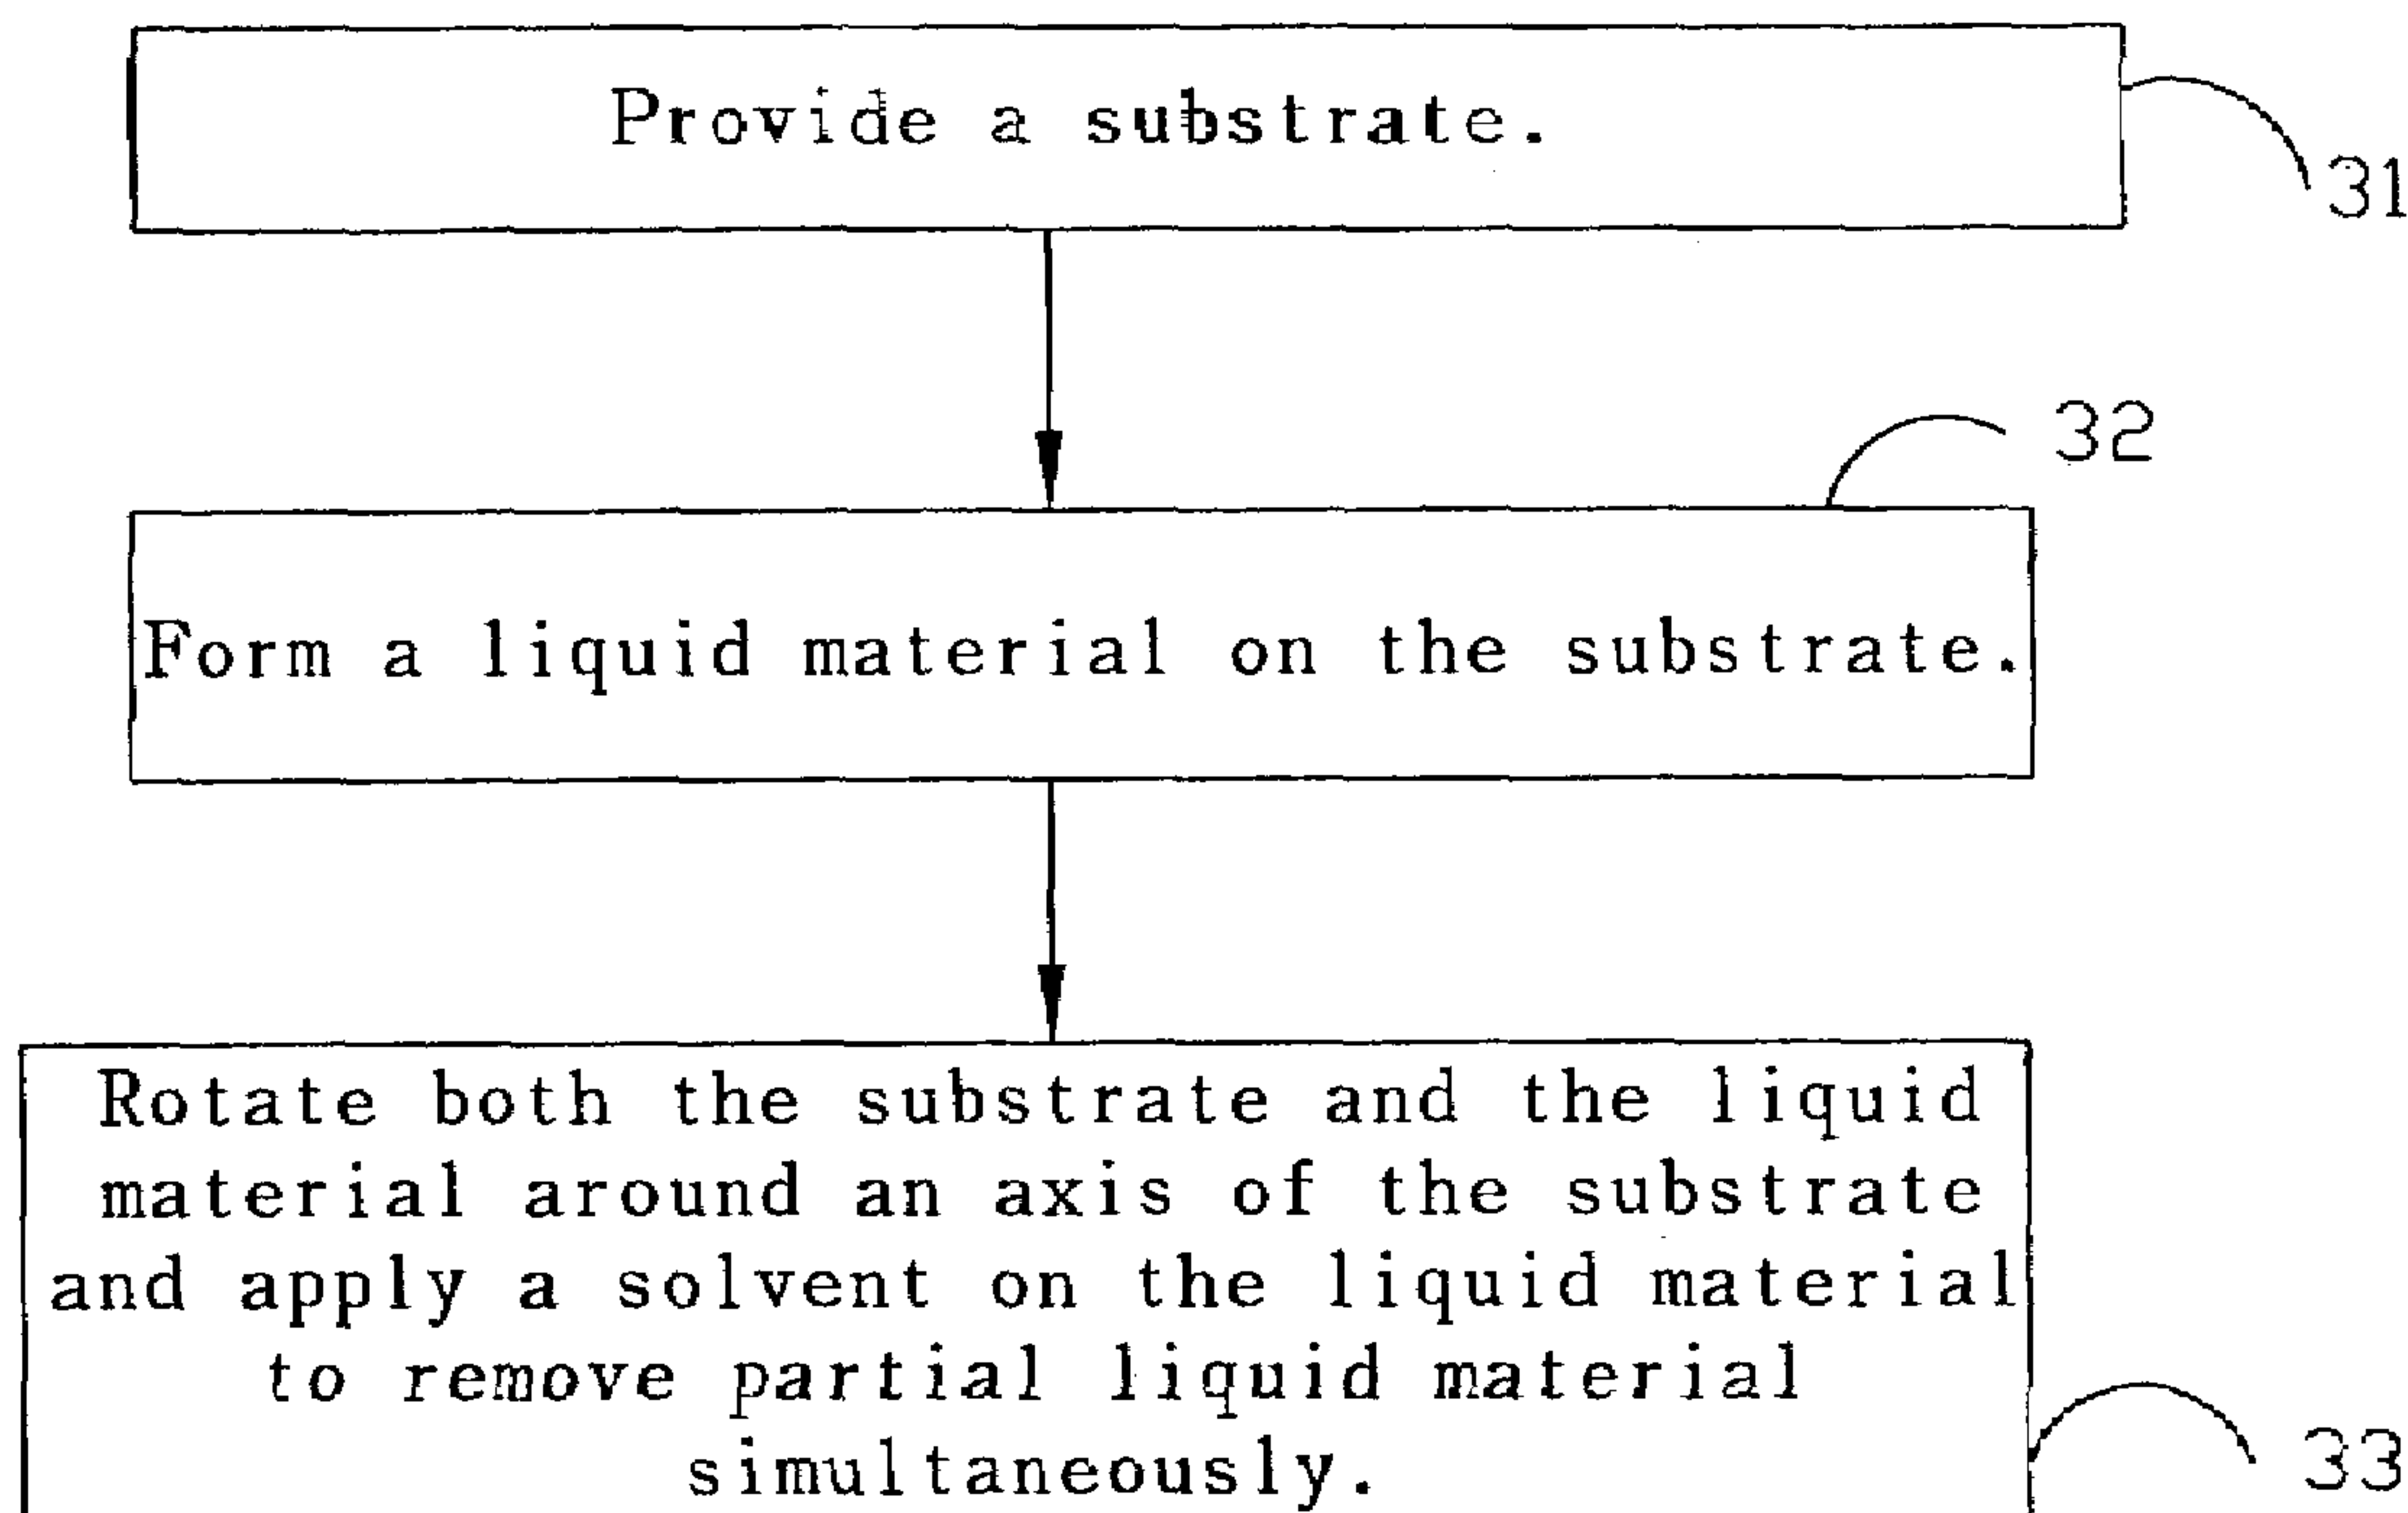 Provide a substrate.
31
32
Form a liquid material on the substrate.
Rotate both the substrate and the liquid
material around an axis of the substrate
and apply a solvent on the liquid material
to remove partial liquid material
simultaneously.
33